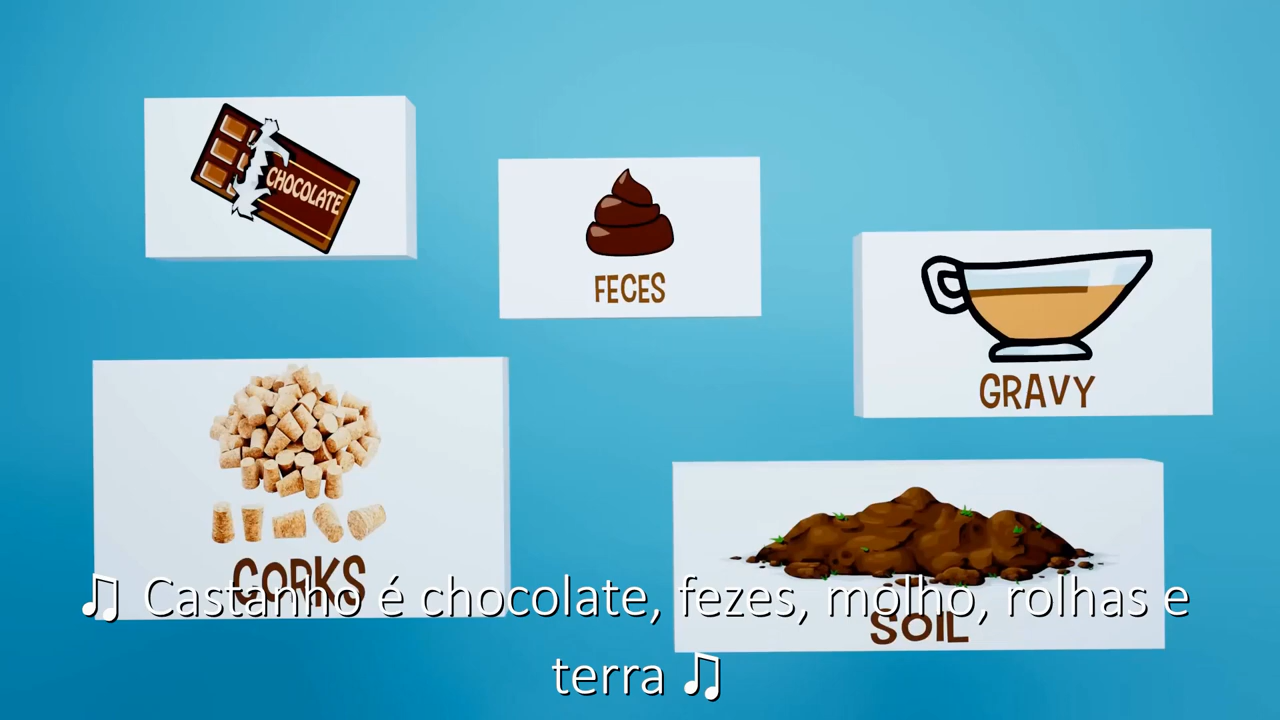 CHOCOLATE
FECES
GRAVY
CORKS
SOIL
♫ Castanho é chocolate, fezes, molho, rolhas e
terra ♫